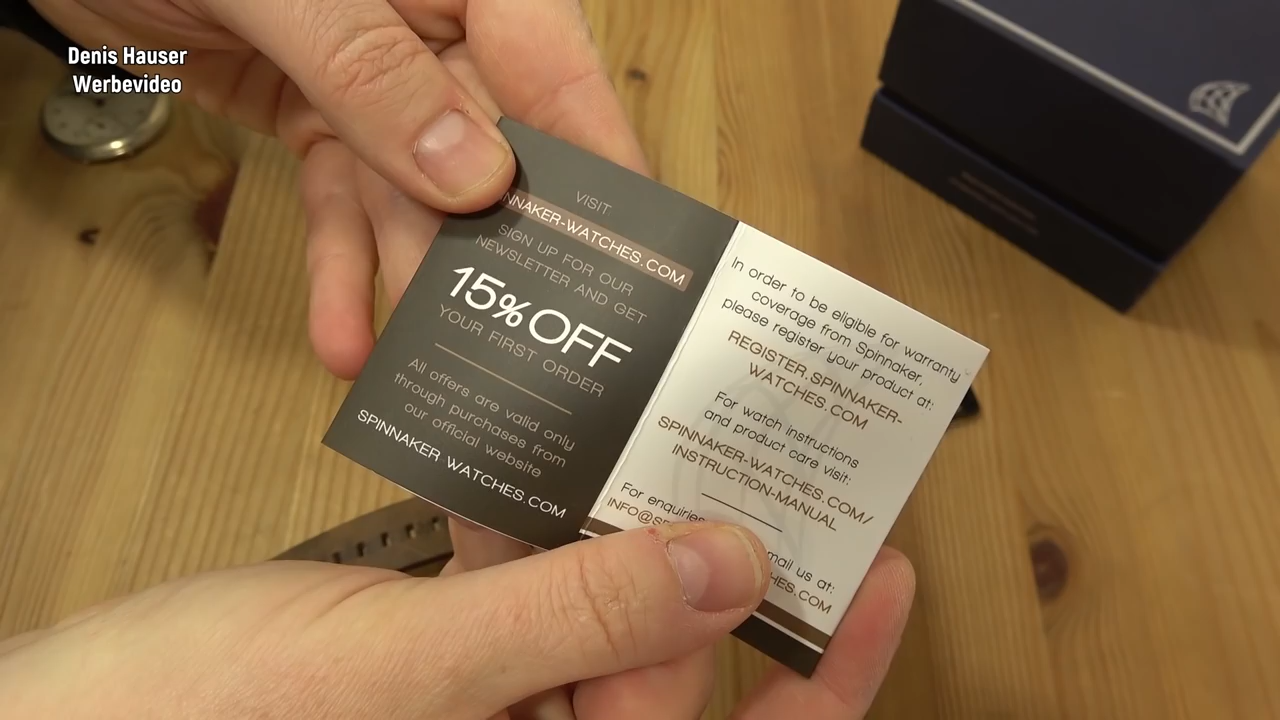 Denis Hauser
Werbevideo
VISIT
NNAKER-WATCHES.COM
SIGN UP FOR OUR
NEWSLETTER AND GET
15% OFF
YOUR FIRST ORDER
All offers are valid only
through purchases from
our official website
SPINNAKER WATCHES.COM
In order to be eligible for warranty
coverage from Spinnaker,
please register your product at:
REGISTER.SPINNAKER-
WATCHES.COM
For watch instructions
and product care visit:
SPINNAKER-WATCHES.COM/
INSTRUCTION-MANUAL
For enquiries mail us at:
INFO@SP HES.COM